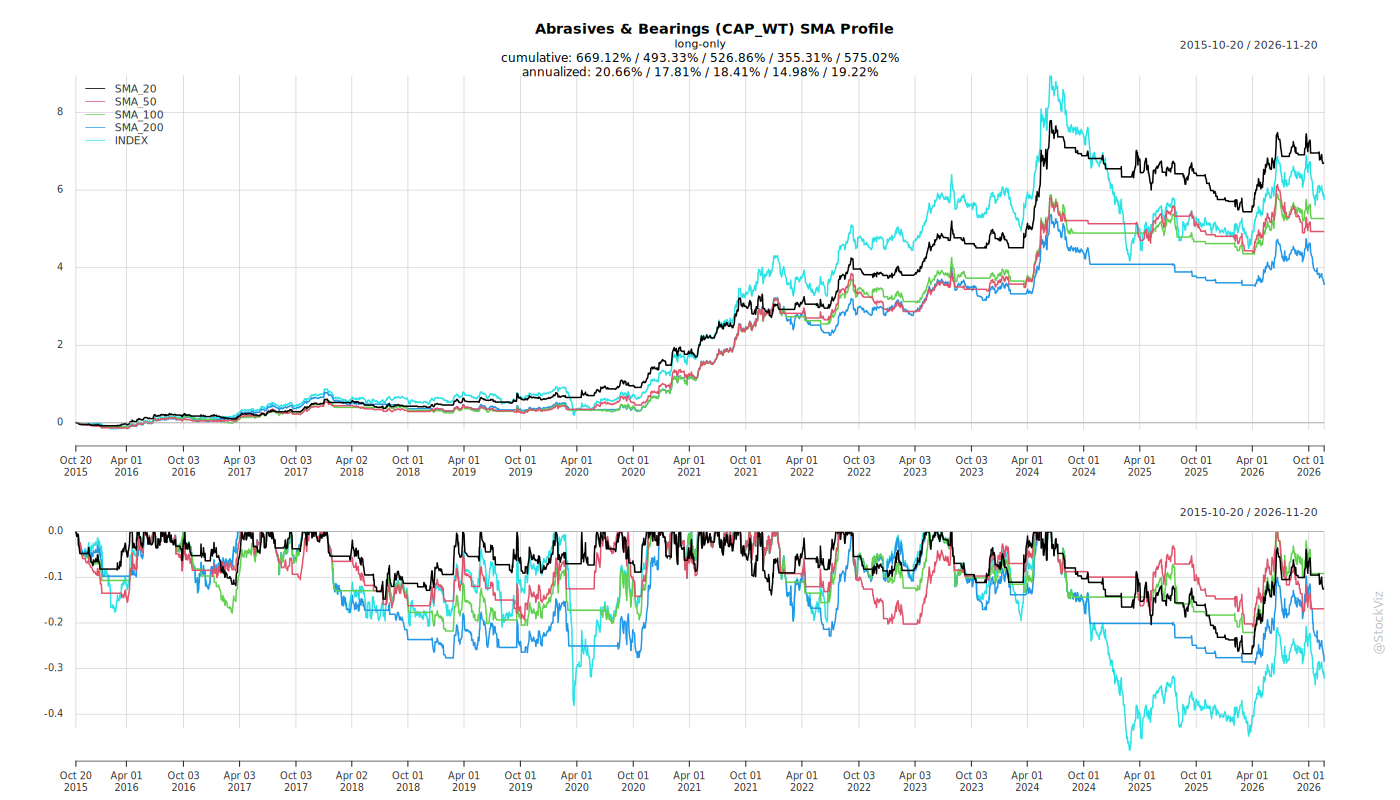 Abrasives & Bearings (CAP_WT) SMA Profile
long-only
2015-10-20 / 2026-11-20
cumulative: 669.12% / 493.33% / 526.86% / 355.31% / 575.02%
annualized: 20.66% / 17.81% / 18.41% / 14.98% / 19.22%
SMA_20
SMA_50
SMA_100
SMA_200
INDEX
8
6
4
2
0
Oct 20 Apr 01 Oct 03 Apr 03 Oct 03 Apr 02 Oct 01 Apr 01 Oct 01 Apr 01 Oct 01 Apr 01 Oct 01 Apr 01 Oct 03 Apr 03 Oct 03 Apr 01 Oct 01 Apr 01 Oct 01 Apr 01 Oct 01
2015 2016 2016 2017 2017 2018 2018 2019 2019 2020 2020 2021 2021 2022 2022 2023 2023 2024 2024 2025 2025 2026 2026
2015-10-20 / 2026-11-20
0.0
-0.1
-0.2
-0.3
-0.4
Oct 20 Apr 01 Oct 03 Apr 03 Oct 03 Apr 02 Oct 01 Apr 01 Oct 01 Apr 01 Oct 01 Apr 01 Oct 01 Apr 01 Oct 03 Apr 03 Oct 03 Apr 01 Oct 01 Apr 01 Oct 01 Apr 01 Oct 01
2015 2016 2016 2017 2017 2018 2018 2019 2019 2020 2020 2021 2021 2022 2022 2023 2023 2024 2024 2025 2025 2026 2026
@StockViz